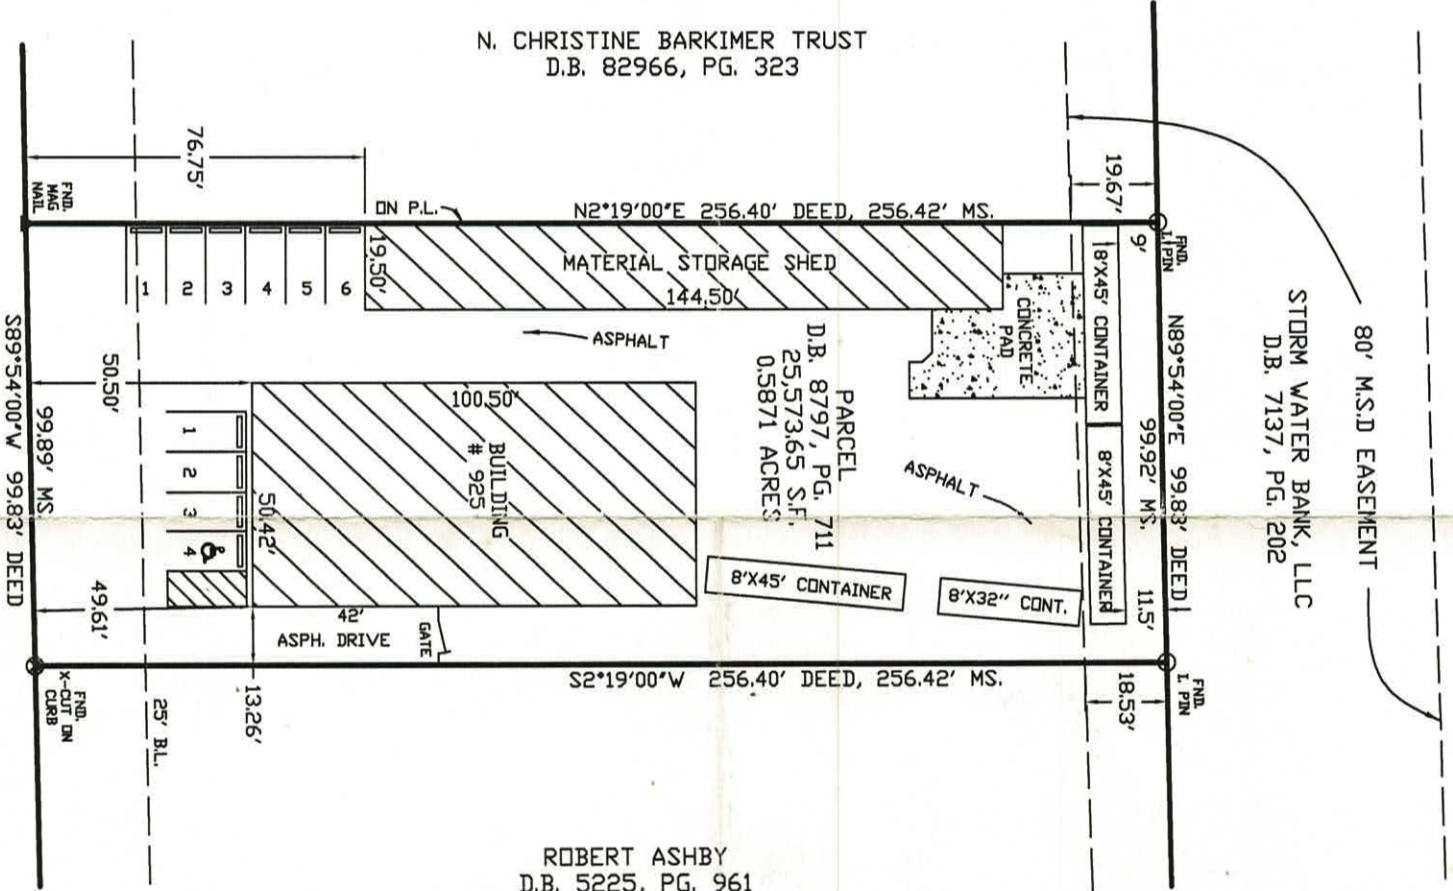 N. CHRISTINE BARKIMER TRUST
D.B. 82966, PG. 323
80' M.S.D EASEMENT
STORM WATER BANK, LLC
D.B. 7137, PG. 202
76.75'
19.67'
FND.
MAG
NAIL
ON P.L.
N2°19'00"E 256.40' DEED, 256.42' MS.
FND.
I. PIN
9'
1
2
3
4
5
6
19.50'
MATERIAL STORAGE SHED
144.50'
CONCRETE
PAD
8'X45' CONTAINER
8'X45' CONTAINER
N89°54'00"E 99.83' DEED
99.92' MS.
11.5'
ASPHALT
PARCEL
D.B. 8797, PG. 711
25,573.65 S.F.
0.5871 ACRES
ASPHALT
50.50'
100.50'
BUILDING
# 925
50.42'
1
2
3
4
S89°54'00"W 99.83' DEED
99.89' MS.
8'X45' CONTAINER
8'X32" CONT.
49.61'
42'
ASPH. DRIVE
GATE
S2°19'00"W 256.40' DEED, 256.42' MS.
18.53'
FND.
I. PIN
FND.
X-CUT ON
CURB
25' B.L.
13.26'
ROBERT ASHBY
D.B. 5225, PG. 961